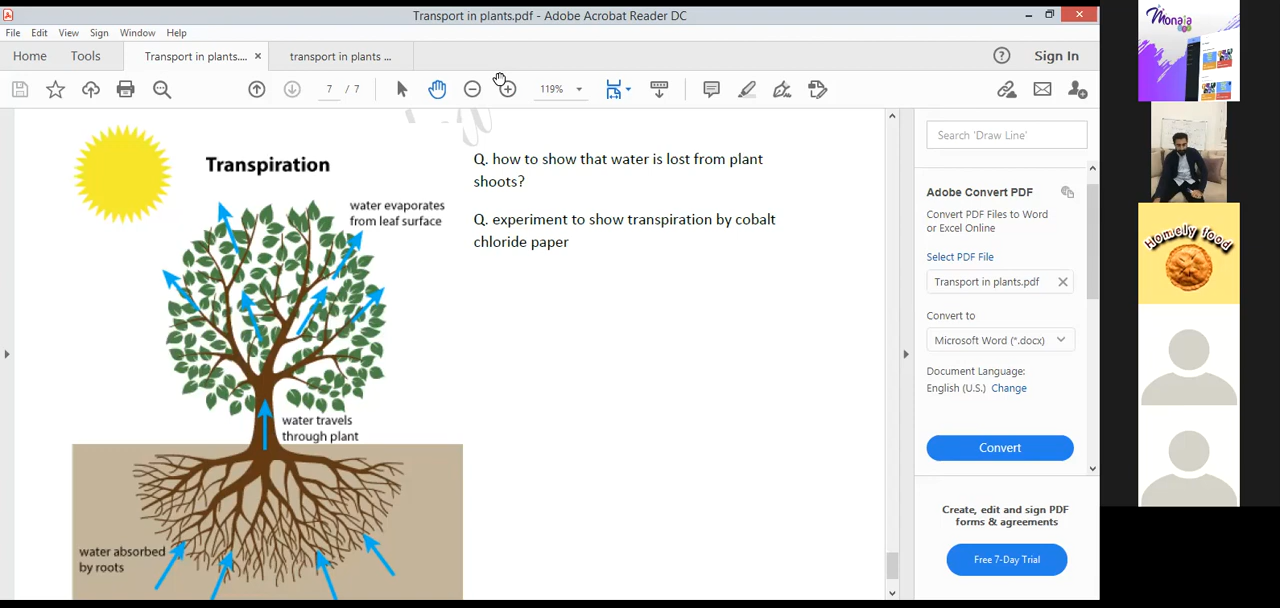 Transport in plants.pdf - Adobe Acrobat Reader DC
File Edit View Sign Window Help
Home Tools Transport in plants.... × transport in plants ... Sign In
7 / 7 119%
Transpiration
water evaporates
from leaf surface
water travels
through plant
water absorbed
by roots
Q. how to show that water is lost from plant
shoots?
Q. experiment to show transpiration by cobalt
chloride paper
Search 'Draw Line'
Adobe Convert PDF
Convert PDF Files to Word
or Excel Online
Select PDF File
Transport in plants.pdf
Convert to
Microsoft Word (*.docx)
Document Language:
English (U.S.) Change
Convert
Create, edit and sign PDF
forms & agreements
Free 7-Day Trial
Homely food